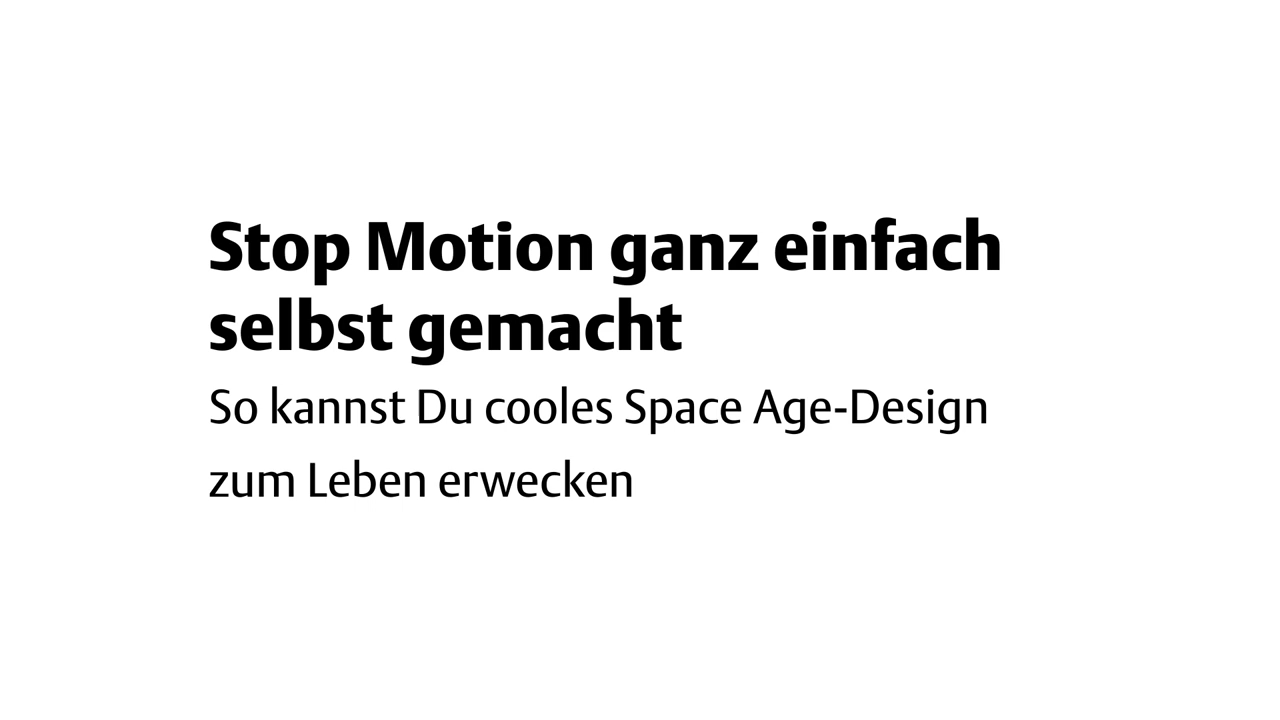 Stop Motion ganz einfach
selbst gemacht
So kannst Du cooles Space Age-Design
zum Leben erwecken